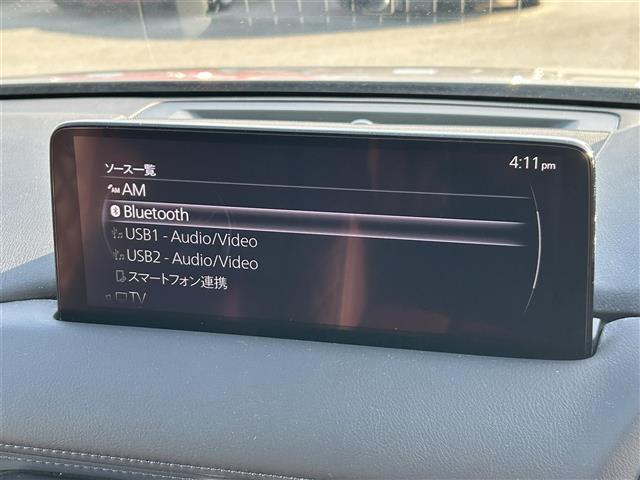 ソース一覧
4:11 pm
AM
Bluetooth
USB1 - Audio/Video
USB2 - Audio/Video
スマートフォン連携
TV